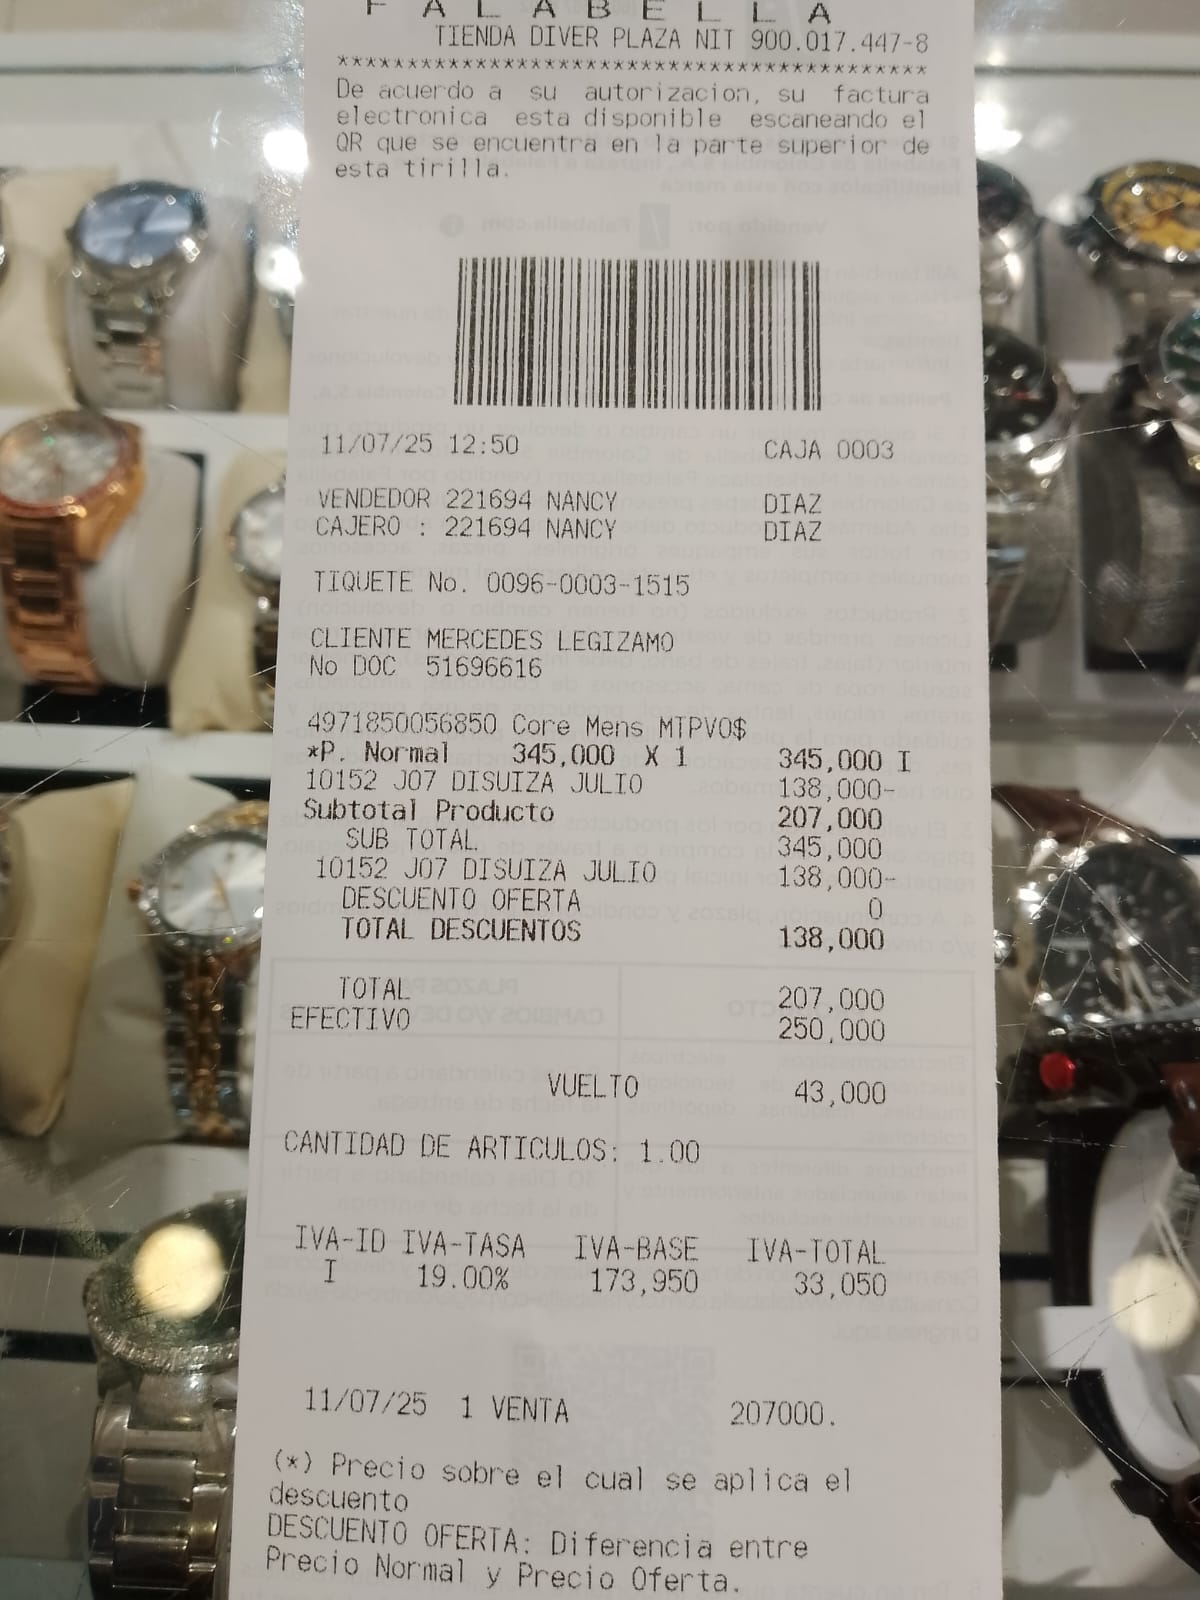 FALABELLA
TIENDA DIVER PLAZA NIT 900.017.447-8
******************************************
De acuerdo a su autorizacion, su factura
electronica esta disponible escaneando el
QR que se encuentra en la parte superior de
esta tirilla.
11/07/25 12:50 CAJA 0003
VENDEDOR 221694 NANCY DIAZ
CAJERO : 221694 NANCY DIAZ
TIQUETE No. 0096-0003-1515
CLIENTE MERCEDES LEGIZAMO
No DOC 51696616
4971850056850 Core Mens MTPV0$
*P. Normal 345,000 X 1 345,000 I
10152 J07 DISUIZA JULIO 138,000-
Subtotal Producto 207,000
SUB TOTAL 345,000
10152 J07 DISUIZA JULIO 138,000-
DESCUENTO OFERTA 0
TOTAL DESCUENTOS 138,000
TOTAL 207,000
EFECTIVO 250,000
VUELTO 43,000
CANTIDAD DE ARTICULOS: 1.00
IVA-ID IVA-TASA IVA-BASE IVA-TOTAL
I 19.00% 173,950 33,050
11/07/25 1 VENTA 207000.
(*) Precio sobre el cual se aplica el
descuento
DESCUENTO OFERTA: Diferencia entre
Precio Normal y Precio Oferta.